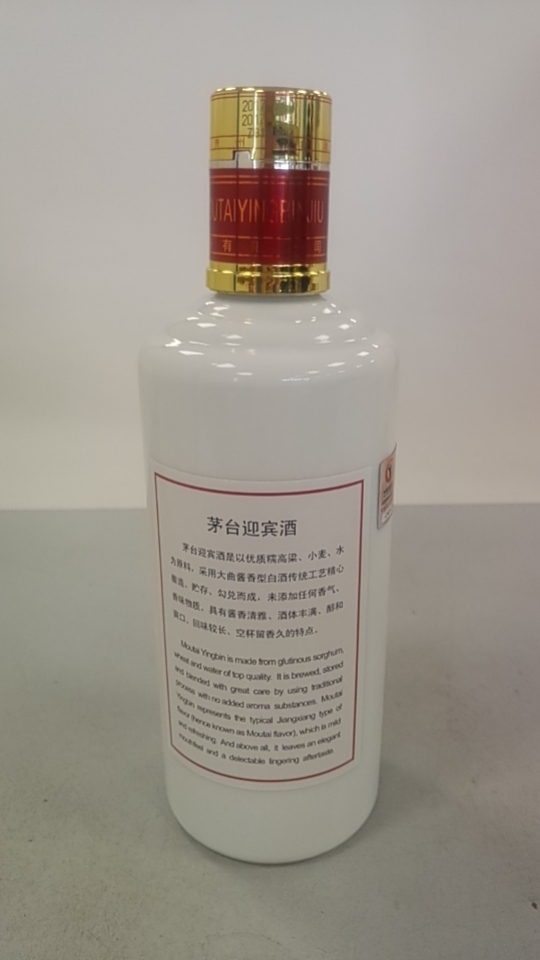 UTAIYINGBINJIU
有 司
茅台迎宾酒
茅台迎宾酒是以优质糯高粱、小麦、水
为原料，采用大曲酱香型白酒传统工艺精心
酿造、贮存、勾兑而成，未添加任何香气、
香味物质，具有酱香清雅、酒体丰满、醇和
爽口、回味较长、空杯留香久的特点。
Moutai Yingbin is made from glutinous sorghum,
wheat and water of top quality. It is brewed, stored
and blended with great care by using traditional
process with no added aroma substances. Moutai
Yingbin represents the typical Jiangxiang type of
flavor (hence known as Moutai flavor), which is mild
and refreshing. And above all, it leaves an elegant
mouth-feel and a delectable lingering aftertaste.